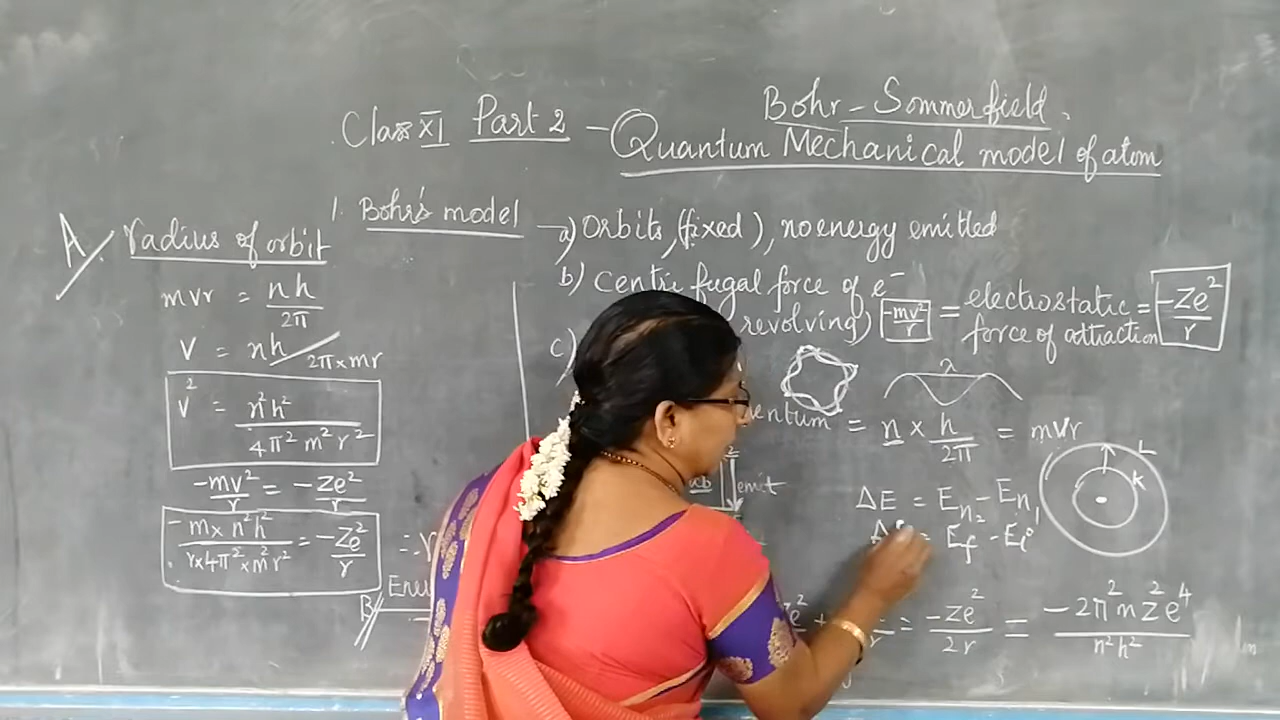 Class XI Part 2 - Quantum Mechanical model of atom
Bohr - Sommerfield.
1. Bohr's model - a) Orbits, (fixed), no energy emitted
b) Centrifugal force of e⁻
revolving) -mv²/r = electrostatic force of attraction = -Ze²/r
c)
λ
entum = n × h/2π = mvr
L
K
ab emit
ΔE = En₂ - En₁
Δ = Ef - Ei
= -Ze²/2r = -2π²mz²e⁴/n²h²
A/ radius of orbit
mvr = nh/2π
V = nh/2π×mr
V² = n²h²/4π²m²r²
-mv²/r = -Ze²/r
-m×n²h²/r×4π²×m²r² = -Ze²/r
B/ Ene